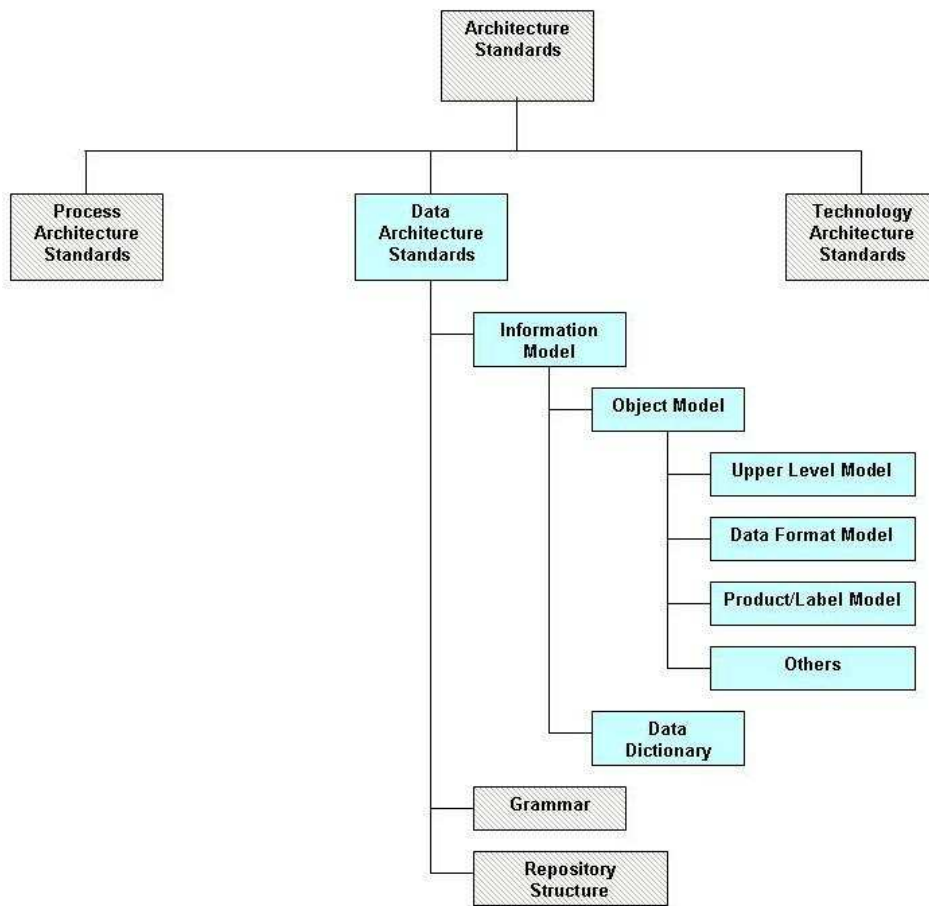 Architecture
Standards
Process
Architecture
Standards
Data
Architecture
Standards
Technology
Architecture
Standards
Information
Model
Object Model
Upper Level Model
Data Format Model
Product/Label Model
Others
Data
Dictionary
Grammar
Repository
Structure